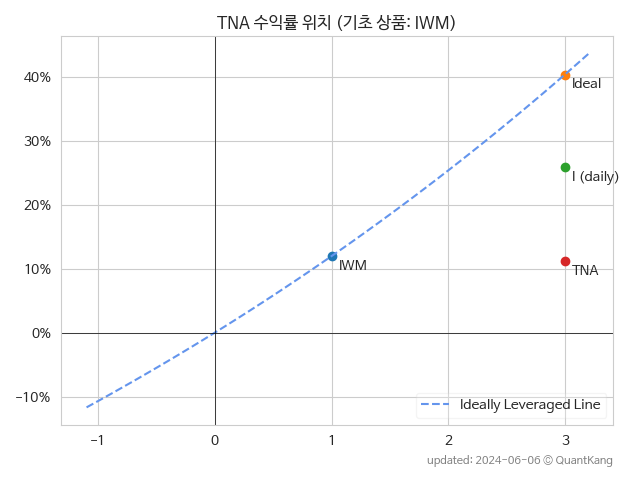 TNA 수익률 위치 (기초 상품: IWM)
40%
30%
20%
10%
0%
−10%
Ideal
I (daily)
IWM
TNA
Ideally Leveraged Line
−1 0 1 2 3
updated: 2024-06-06 © QuantKang